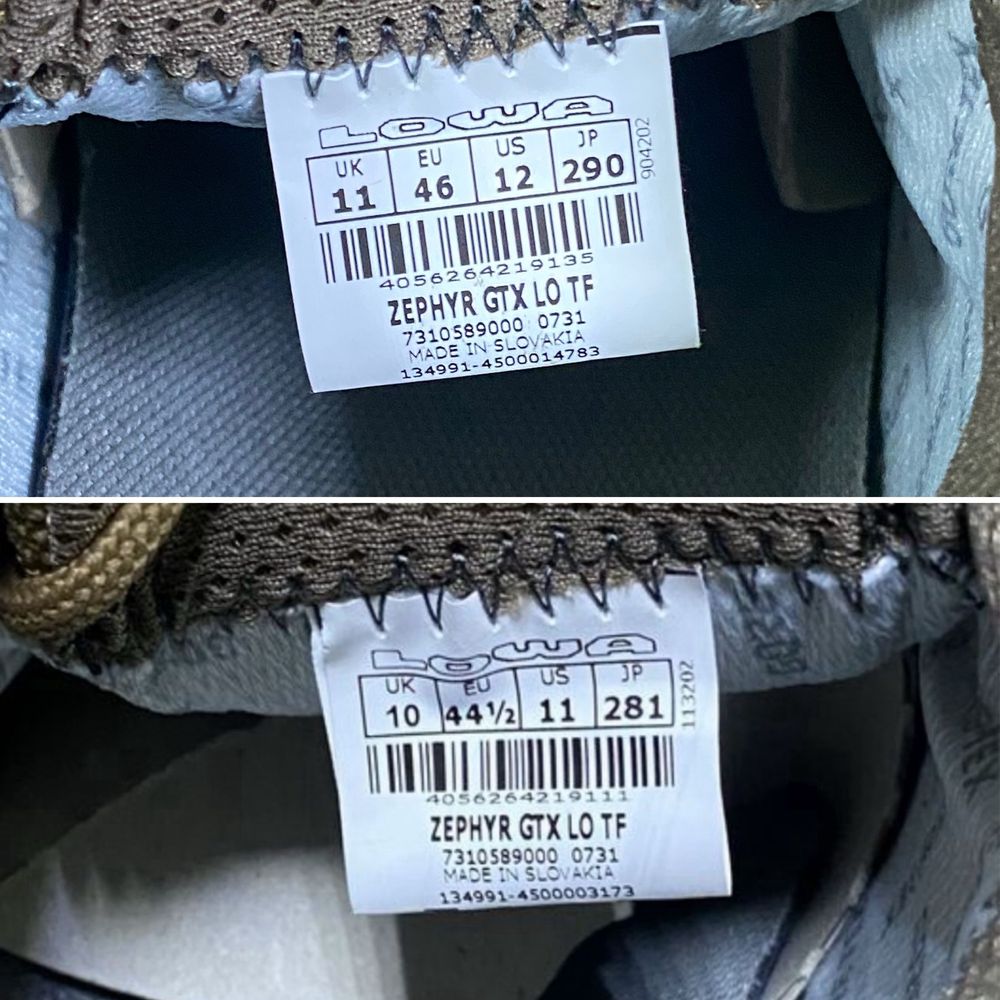 LOWA
UK EU US JP
11 46 12 290
904202
4056264219135
ZEPHYR GTX LO TF
7310589000 0731
MADE IN SLOVAKIA
134991-4500014783
LOWA
UK EU US JP
10 44½ 11 281
113202
4056264219111
ZEPHYR GTX LO TF
7310589000 0731
MADE IN SLOVAKIA
134991-4500003173